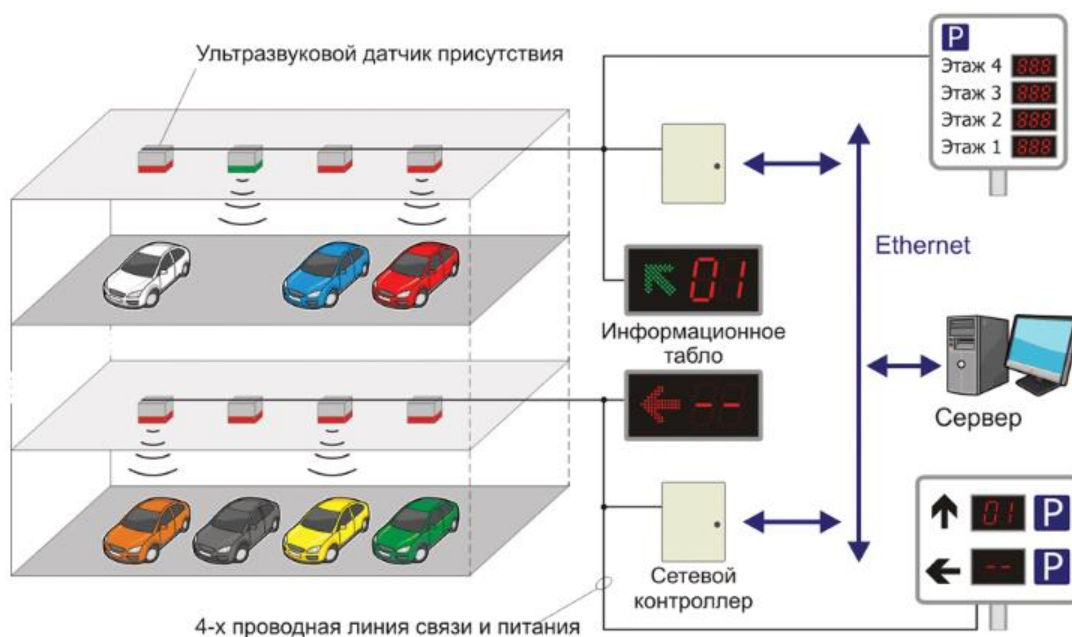 Ультразвуковой датчик присутствия
P
Этаж 4 888
Этаж 3 888
Этаж 2 888
Этаж 1 888
Ethernet
01
Информационное
табло
--
Сервер
01 P
-- P
Сетевой
контроллер
4-х проводная линия связи и питания